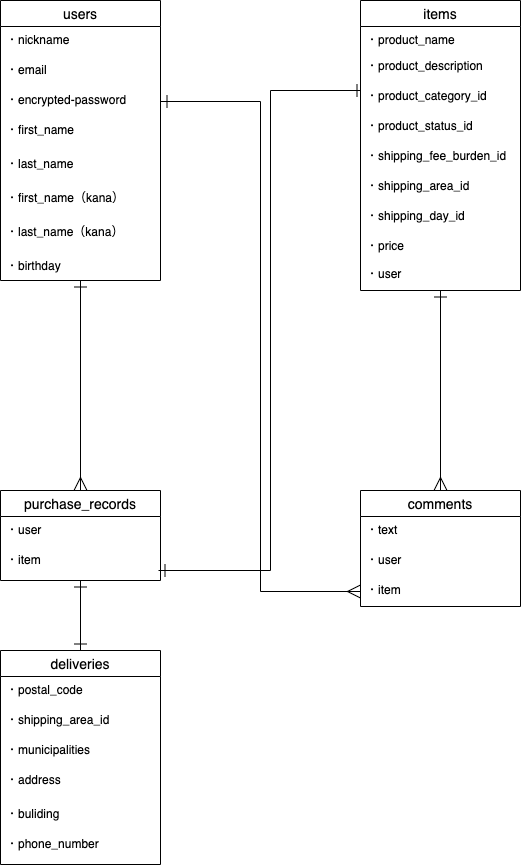 users
・nickname
・email
・encrypted-password
・first_name
・last_name
・first_name（kana）
・last_name（kana）
・birthday
items
・product_name
・product_description
・product_category_id
・product_status_id
・shipping_fee_burden_id
・shipping_area_id
・shipping_day_id
・price
・user
purchase_records
・user
・item
comments
・text
・user
・item
deliveries
・postal_code
・shipping_area_id
・municipalities
・address
・buliding
・phone_number